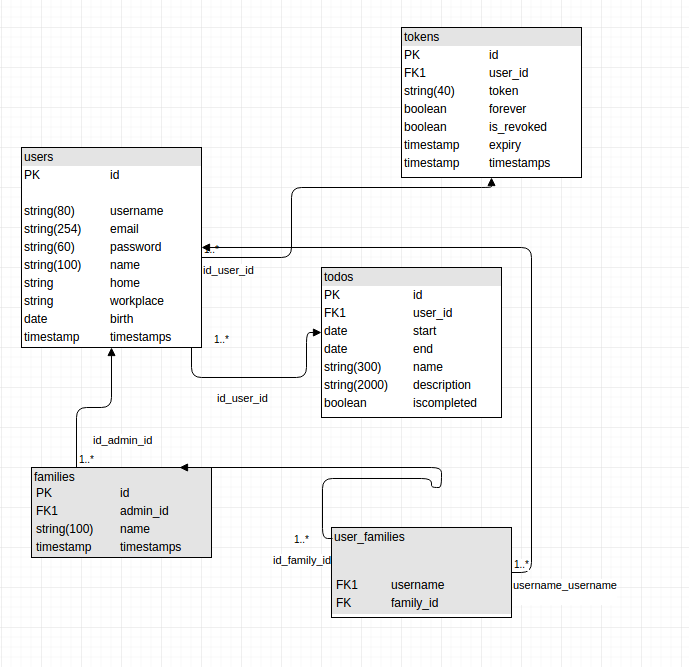 tokens
PK id
FK1 user_id
string(40) token
boolean forever
boolean is_revoked
timestamp expiry
timestamp timestamps
users
PK id
string(80) username
string(254) email
string(60) password
string(100) name
string home
string workplace
date birth
timestamp timestamps
1..*
id_user_id
todos
PK id
FK1 user_id
date start
date end
string(300) name
string(2000) description
boolean iscompleted
1..*
id_user_id
id_admin_id
1..*
families
PK id
FK1 admin_id
string(100) name
timestamp timestamps
1..*
id_family_id
user_families
FK1 username
FK family_id
1..*
username_username